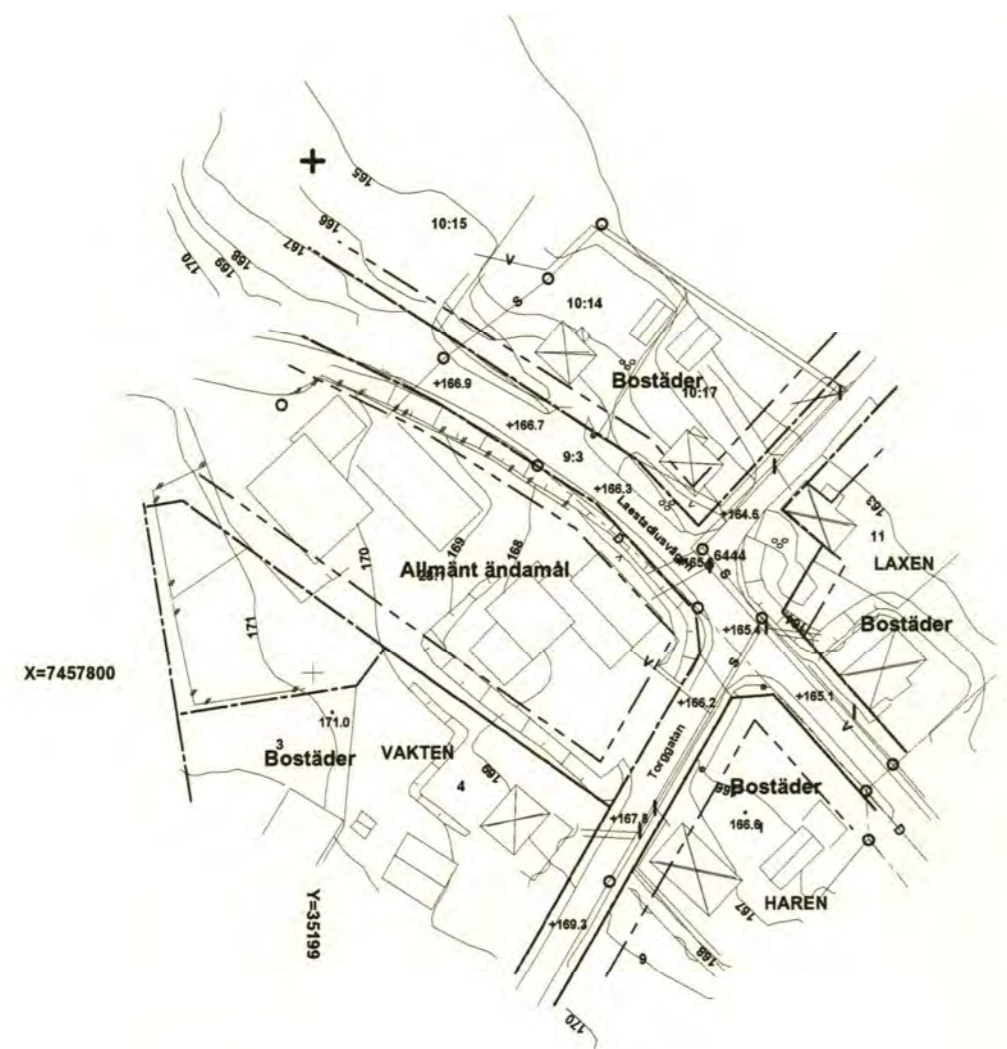 165
10:15
166
167
168
169
170
V
S
10:14
Bostäder
10:17
+166.9
+166.7
9:3
+166.3
Laestadiusvägen
+164.6
163
11
LAXEN
170
169
168
D
Allmänt ändamål
6444
S
Bostäder
171
+165.4
X=7457800
S
+166.2
+165.1
V
171.0
3
Bostäder
VAKTEN
Torggatan
169
4
Bostäder
166.6
+167.8
D
HAREN
167
Y=35199
+169.3
168
9
170